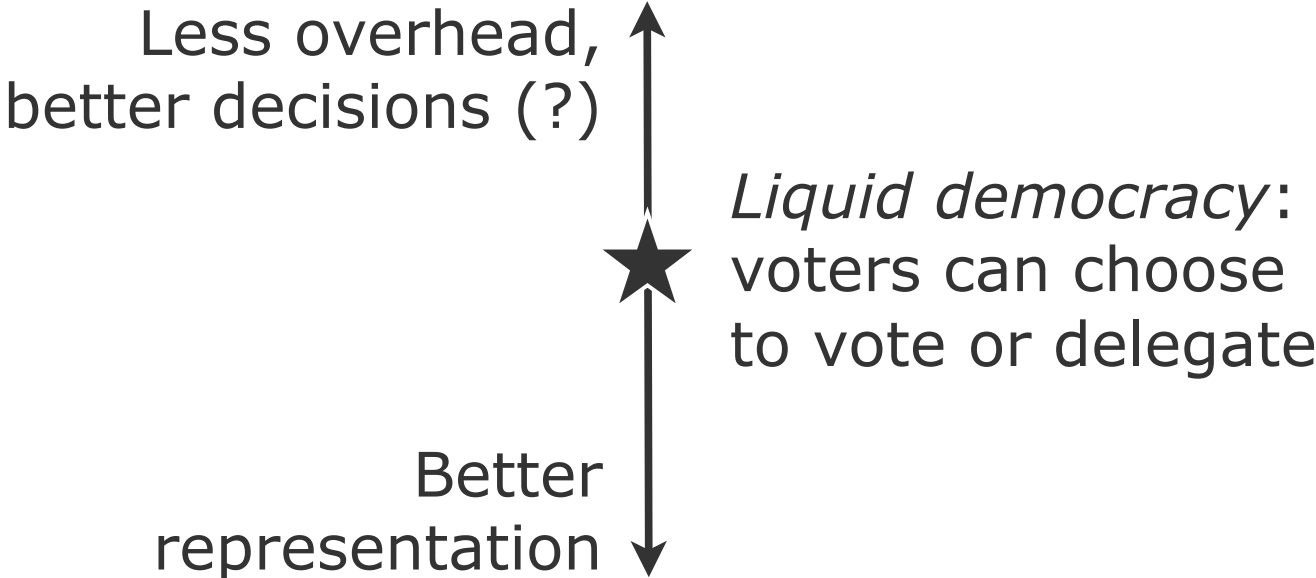 Less overhead,
better decisions (?)
Liquid democracy:
voters can choose
to vote or delegate
Better
representation